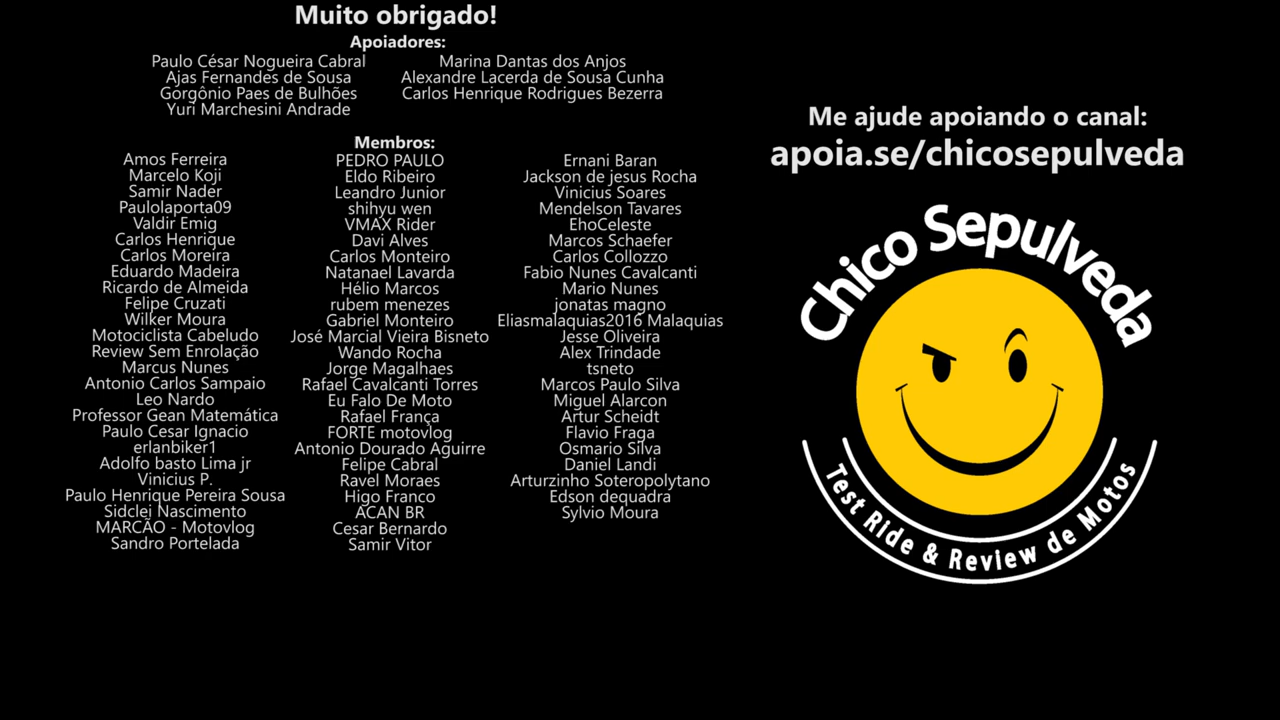 Muito obrigado!
Apoiadores:
Paulo César Nogueira Cabral
Ajas Fernandes de Sousa
Gorgônio Paes de Bulhões
Yuri Marchesini Andrade
Marina Dantas dos Anjos
Alexandre Lacerda de Sousa Cunha
Carlos Henrique Rodrigues Bezerra
Membros:
Amos Ferreira
Marcelo Koji
Samir Nader
Paulolaporta09
Valdir Emig
Carlos Henrique
Carlos Moreira
Eduardo Madeira
Ricardo de Almeida
Felipe Cruzati
Wilker Moura
Motociclista Cabeludo
Review Sem Enrolação
Marcus Nunes
Antonio Carlos Sampaio
Leo Nardo
Professor Gean Matemática
Paulo Cesar Ignacio
erlanbiker1
Adolfo basto Lima jr
Vinicius P.
Paulo Henrique Pereira Sousa
Sidclei Nascimento
MARCÃO - Motovlog
Sandro Portelada
PEDRO PAULO
Eldo Ribeiro
Leandro Junior
shihyu wen
VMAX Rider
Davi Alves
Carlos Monteiro
Natanael Lavarda
Hélio Marcos
rubem menezes
Gabriel Monteiro
José Marcial Vieira Bisneto
Wando Rocha
Jorge Magalhaes
Rafael Cavalcanti Torres
Eu Falo De Moto
Rafael França
FORTE motovlog
Antonio Dourado Aguirre
Felipe Cabral
Ravel Moraes
Higo Franco
ACAN BR
Cesar Bernardo
Samir Vitor
Ernani Baran
Jackson de jesus Rocha
Vinicius Soares
Mendelson Tavares
EhoCeleste
Marcos Schaefer
Carlos Collozzo
Fabio Nunes Cavalcanti
Mario Nunes
jonatas magno
Eliasmalaquias2016 Malaquias
Jesse Oliveira
Alex Trindade
tsneto
Marcos Paulo Silva
Miguel Alarcon
Artur Scheidt
Flavio Fraga
Osmario Silva
Daniel Landi
Arturzinho Soteropolytano
Edson dequadra
Sylvio Moura
Me ajude apoiando o canal:
apoia.se/chicosepulveda
Chico Sepulveda
Test Ride & Review de Motos